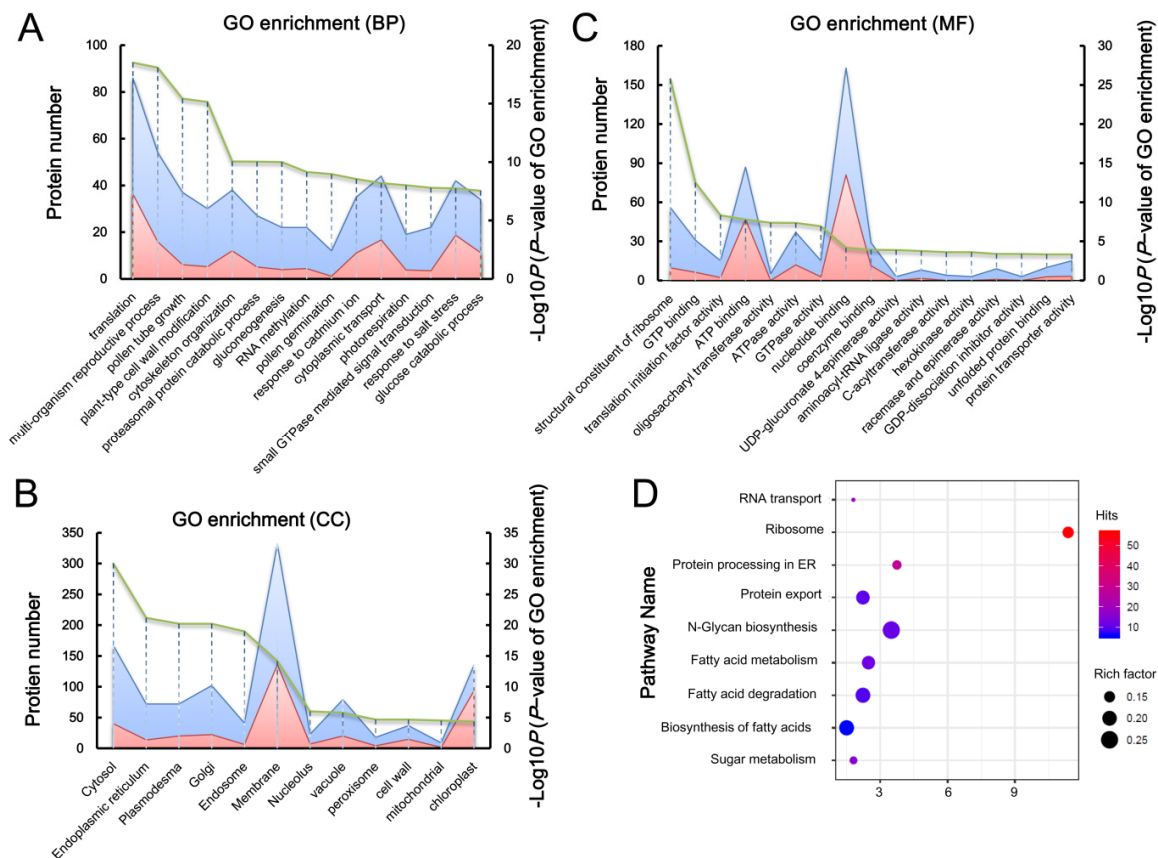 A
GO enrichment (BP)
Protein number
100
80
60
40
20
0
20
15
10
5
0
-Log10P (P-value of GO enrichment)
translation
multi-organism reproductive process
pollen tube growth
plant-type cell wall modification
cytoskeleton organization
proteasomal protein catabolic process
gluconeogenesis
RNA methylation
pollen germination
response to cadmium ion
cytoplasmic transport
photorespiration
small GTPase mediated signal transduction
response to salt stress
glucose catabolic process
C
GO enrichment (MF)
Protien number
180
150
120
90
60
30
0
30
25
20
15
10
5
0
-Log10P (P-value of GO enrichment)
structural constituent of ribosome
GTP binding
translation initiation factor activity
ATP binding
oligosaccharyl transferase activity
ATPase activity
GTPase activity
nucleotide binding
coenzyme binding
UDP-glucuronate 4-epimerase activity
aminoacyl-tRNA ligase activity
C-acyltransferase activity
hexokinase activity
racemase and epimerase activity
GDP-dissociation inhibitor activity
unfolded protein binding
protein transporter activity
B
GO enrichment (CC)
Protien number
350
300
250
200
150
100
50
0
35
30
25
20
15
10
5
0
-Log10P (P-value of GO enrichment)
Cytosol
Endoplasmic reticulum
Plasmodesma
Golgi
Endosome
Membrane
Nucleolus
vacuole
peroxisome
cell wall
mitochondrial
chloroplast
D
Pathway Name
RNA transport
Ribosome
Protein processing in ER
Protein export
N-Glycan biosynthesis
Fatty acid metabolism
Fatty acid degradation
Biosynthesis of fatty acids
Sugar metabolism
3
6
9
Hits
50
40
30
20
10
Rich factor
0.15
0.20
0.25